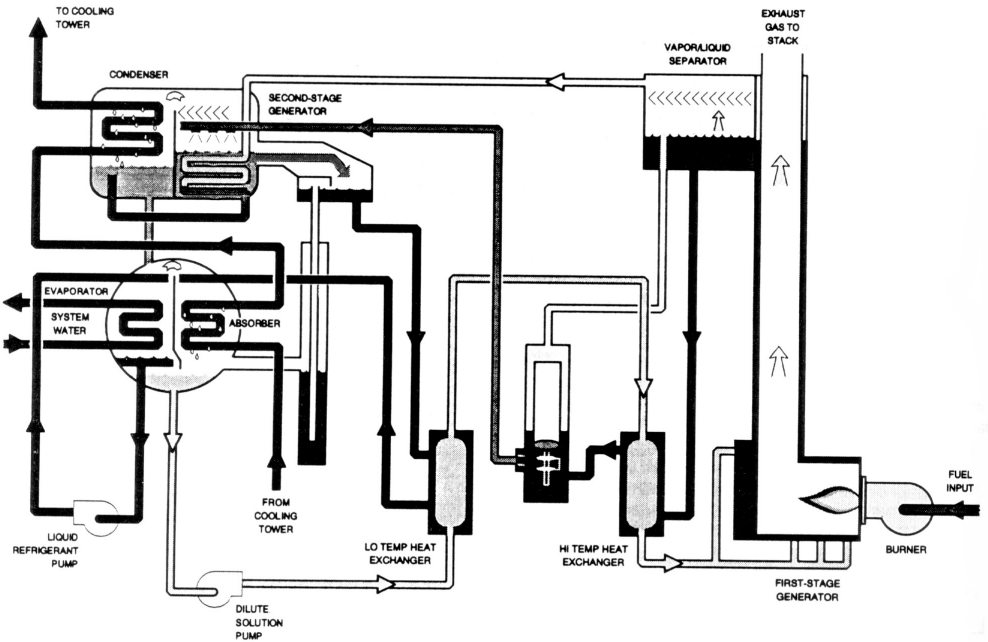 TO COOLING
TOWER
EXHAUST
GAS TO
STACK
VAPOR/LIQUID
SEPARATOR
CONDENSER
SECOND-STAGE
GENERATOR
EVAPORATOR
SYSTEM
WATER
ABSORBER
FROM
COOLING
TOWER
LIQUID
REFRIGERANT
PUMP
LO TEMP HEAT
EXCHANGER
HI TEMP HEAT
EXCHANGER
FUEL
INPUT
BURNER
FIRST-STAGE
GENERATOR
DILUTE
SOLUTION
PUMP